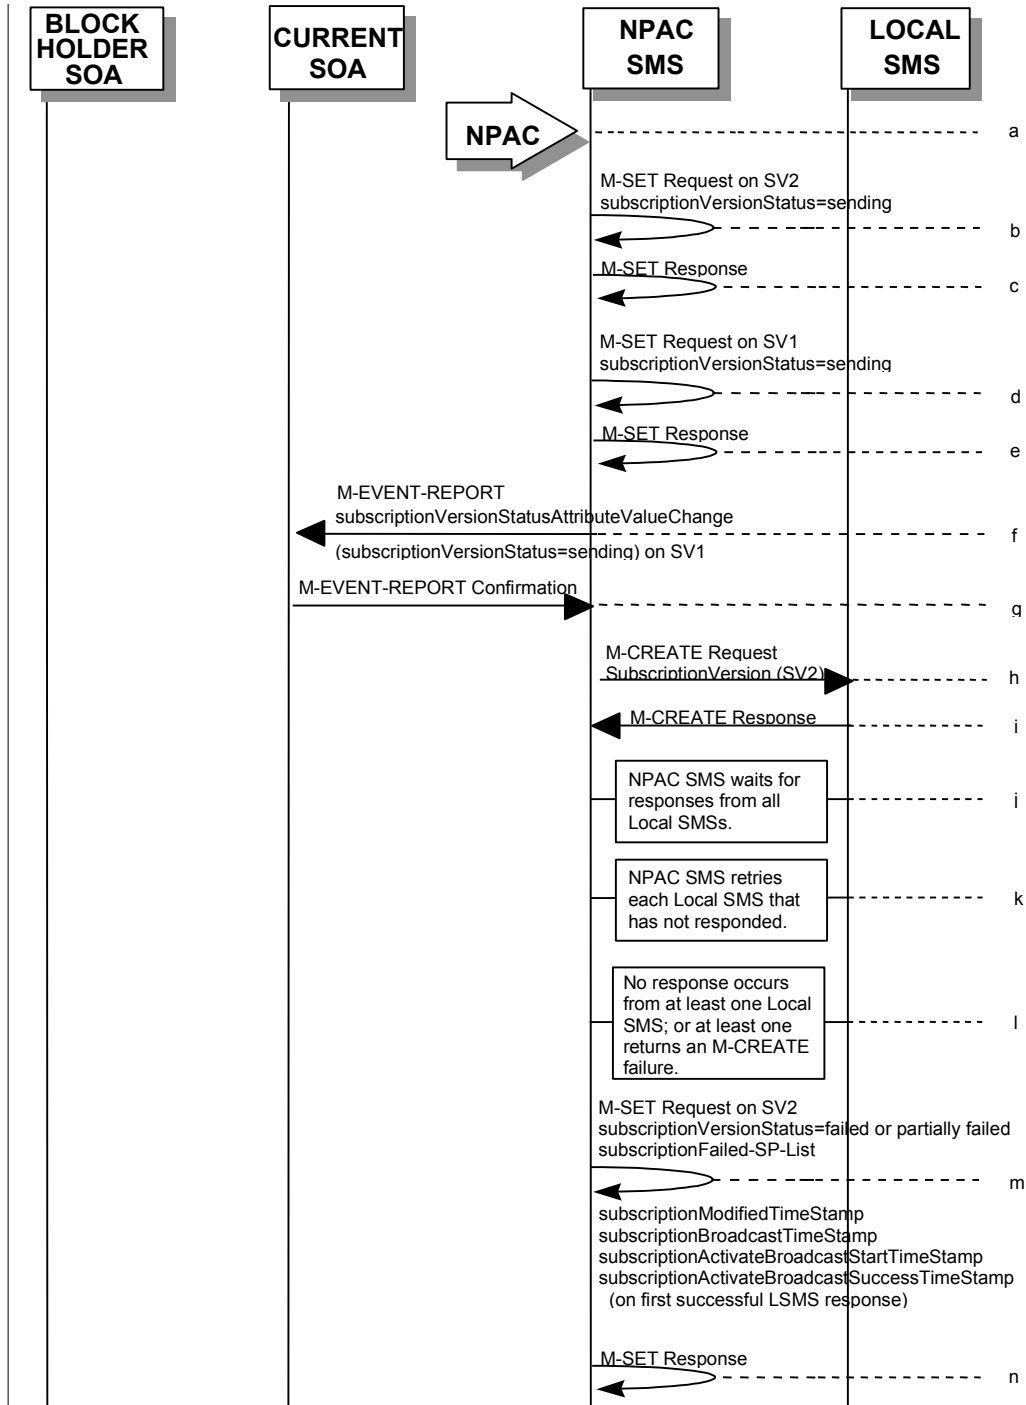 BLOCK
HOLDER
SOA
CURRENT
SOA
NPAC
SMS
LOCAL
SMS
NPAC
a
M-SET Request on SV2
subscriptionVersionStatus=sending
b
M-SET Response
c
M-SET Request on SV1
subscriptionVersionStatus=sending
d
M-SET Response
e
M-EVENT-REPORT
subscriptionVersionStatusAttributeValueChange
f
(subscriptionVersionStatus=sending) on SV1
M-EVENT-REPORT Confirmation
g
M-CREATE Request
SubscriptionVersion (SV2)
h
M-CREATE Response
i
NPAC SMS waits for
responses from all
Local SMSs.
j
NPAC SMS retries
each Local SMS that
has not responded.
k
No response occurs
from at least one Local
SMS; or at least one
returns an M-CREATE
failure.
l
M-SET Request on SV2
subscriptionVersionStatus=failed or partially failed
subscriptionFailed-SP-List
m
subscriptionModifiedTimeStamp
subscriptionBroadcastTimeStamp
subscriptionActivateBroadcastStartTimeStamp
subscriptionActivateBroadcastSuccessTimeStamp
(on first successful LSMS response)
M-SET Response
n